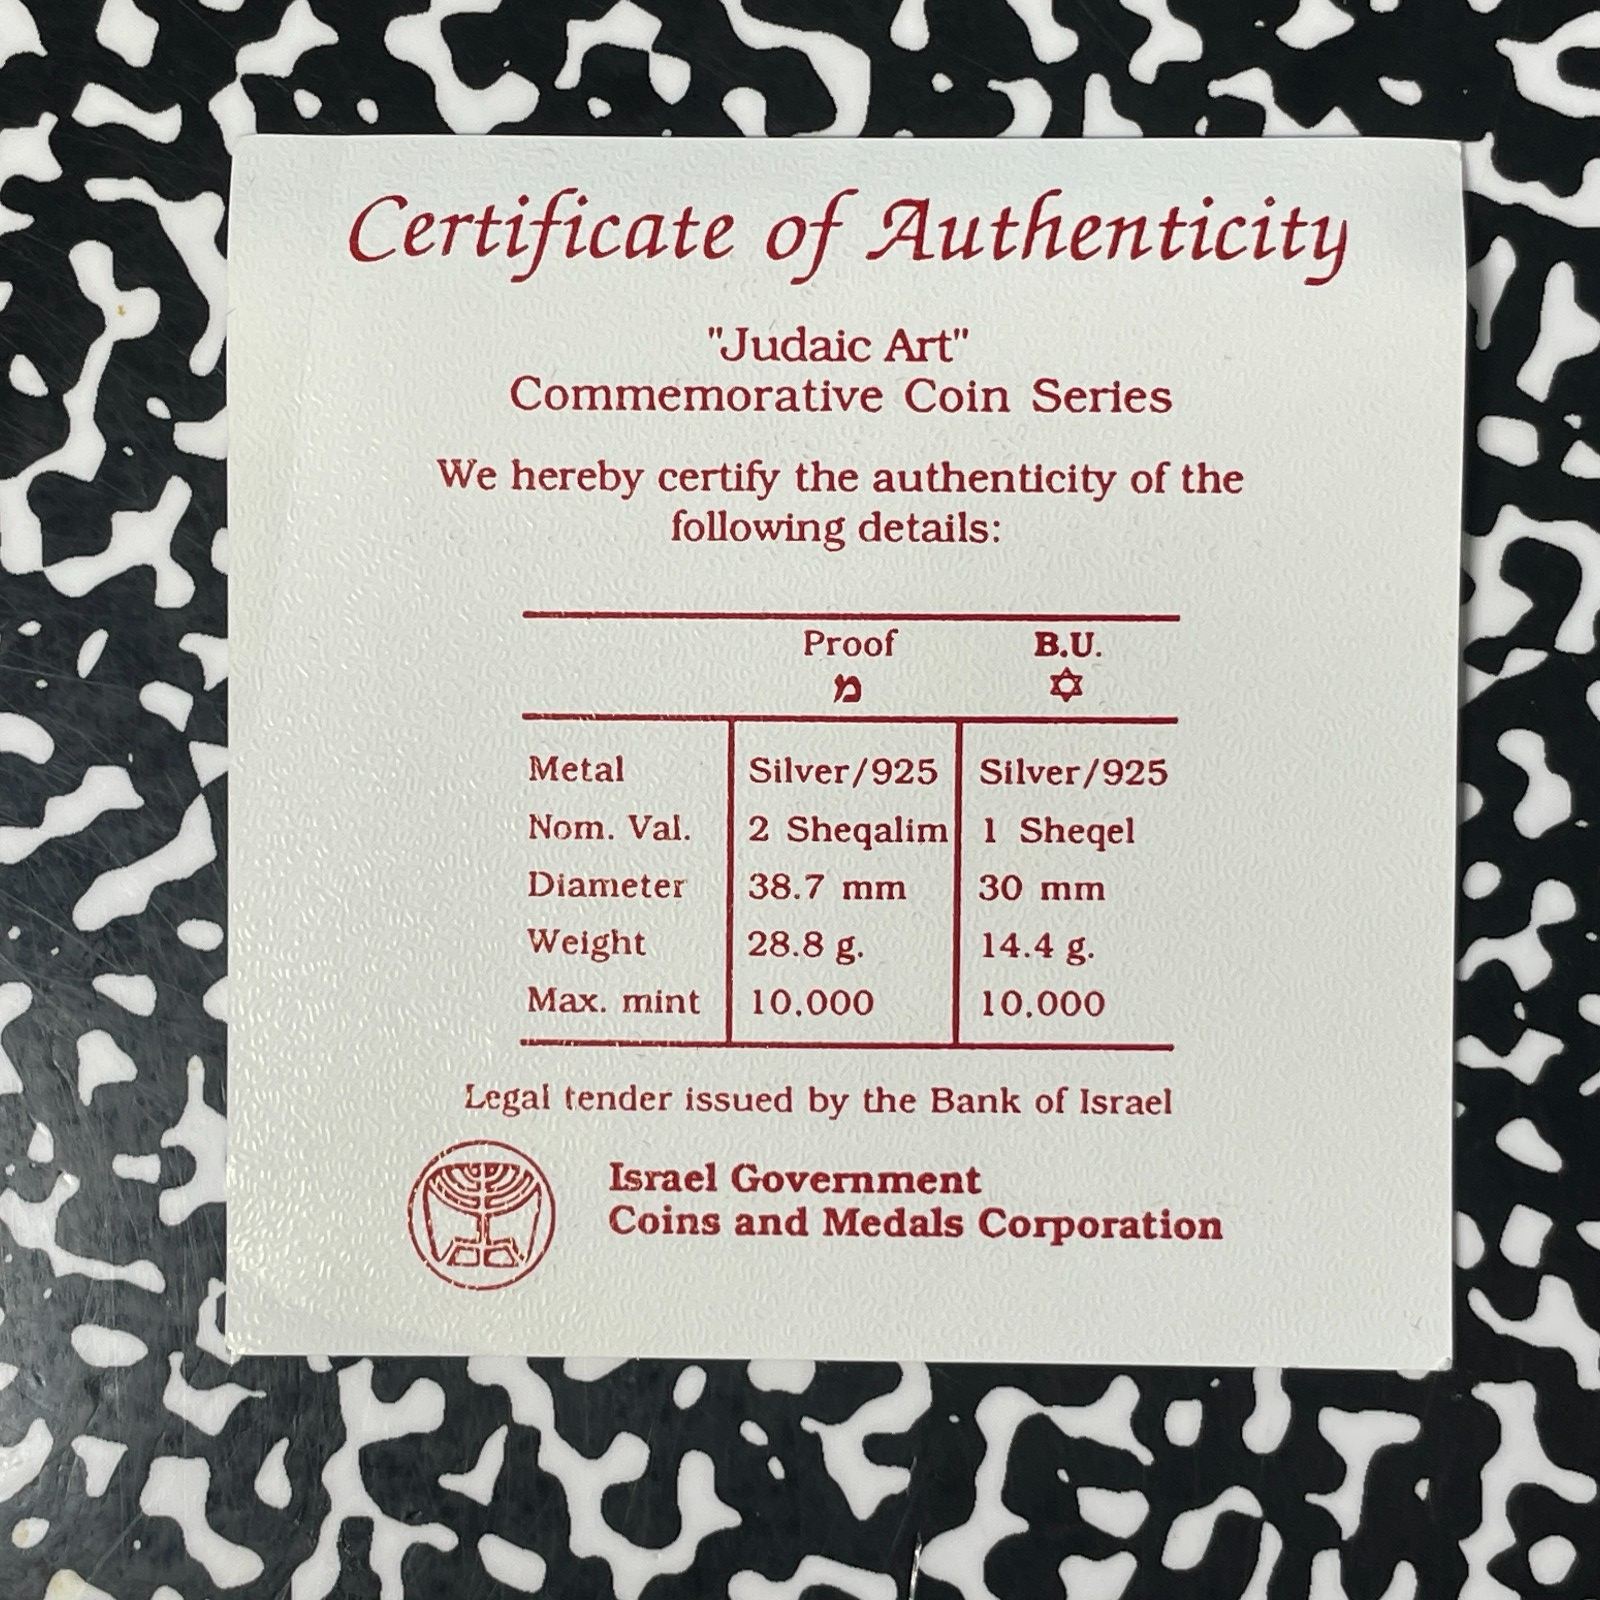 Certificate of Authenticity
"Judaic Art"
Commemorative Coin Series
We hereby certify the authenticity of the
following details:
Proof B.U.
מ ✡
Metal Silver/925 Silver/925
Nom. Val. 2 Sheqalim 1 Sheqel
Diameter 38.7 mm 30 mm
Weight 28.8 g. 14.4 g.
Max. mint 10.000 10.000
Legal tender issued by the Bank of Israel
Israel Government
Coins and Medals Corporation